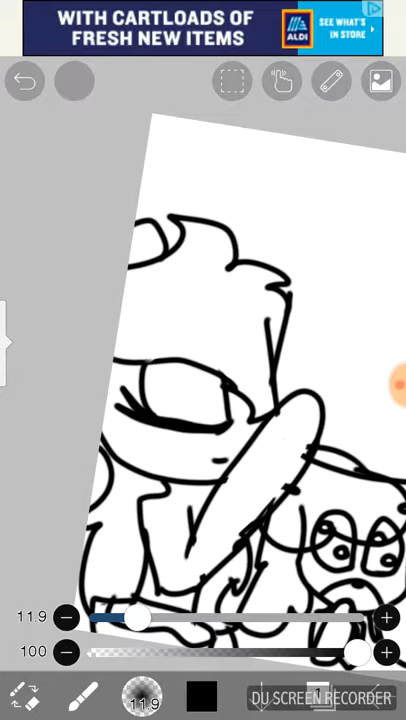 WITH CARTLOADS OF
FRESH NEW ITEMS
ALDI
SEE WHAT'S
IN STORE
11.9
100
11.9
1
DU SCREEN RECORDER